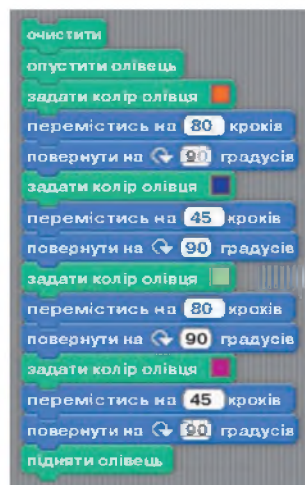 очистити
опустити олівець
задати колір олівця
перемістись на 80 кроків
повернути на 90 градусів
задати колір олівця
перемістись на 45 кроків
повернути на 90 градусів
задати колір олівця
перемістись на 80 кроків
повернути на 90 градусів
задати колір олівця
перемістись на 45 кроків
повернути на 90 градусів
підняти олівець